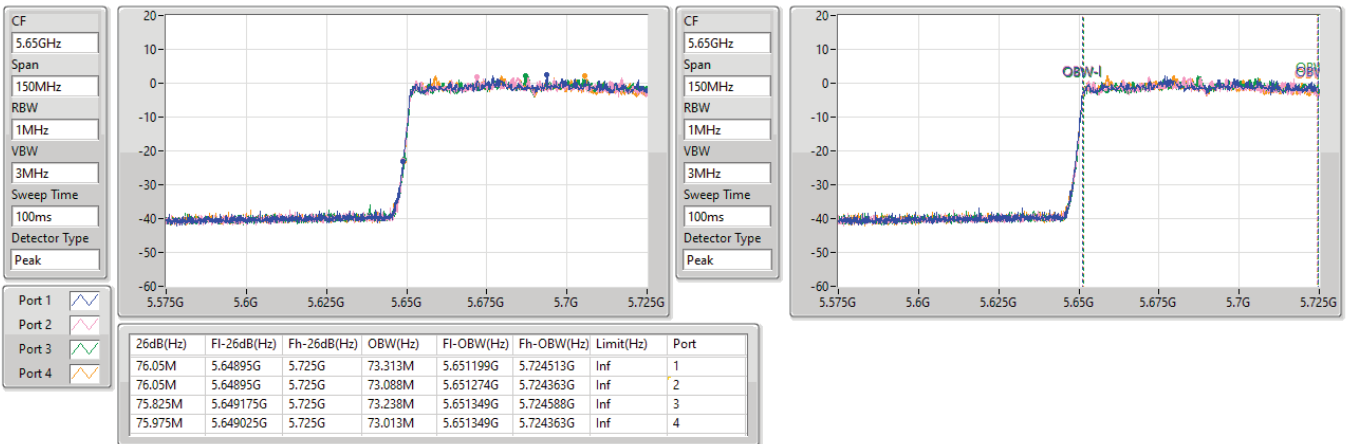 CF
5.65GHz
Span
150MHz
RBW
1MHz
VBW
3MHz
Sweep Time
100ms
Detector Type
Peak
20
10
0
-10
-20
-30
-40
-50
-60
5.575G 5.6G 5.625G 5.65G 5.675G 5.7G 5.725G
CF
5.65GHz
Span
150MHz
RBW
1MHz
VBW
3MHz
Sweep Time
100ms
Detector Type
Peak
20
10
0
-10
-20
-30
-40
-50
-60
OBW-l
5.575G 5.6G 5.625G 5.65G 5.675G 5.7G 5.725G
Port 1
Port 2
Port 3
Port 4
26dB(Hz) Fl-26dB(Hz) Fh-26dB(Hz) OBW(Hz) Fl-OBW(Hz) Fh-OBW(Hz) Limit(Hz) Port
76.05M 5.64895G 5.725G 73.313M 5.651199G 5.724513G Inf 1
76.05M 5.64895G 5.725G 73.088M 5.651274G 5.724363G Inf 2
75.825M 5.649175G 5.725G 73.238M 5.651349G 5.724588G Inf 3
75.975M 5.649025G 5.725G 73.013M 5.651349G 5.724363G Inf 4